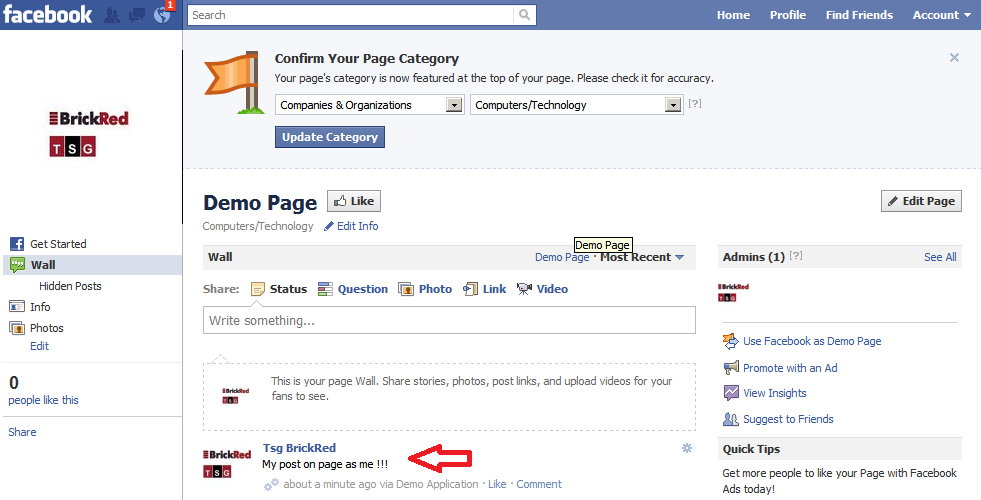 facebook
1
Search
Home Profile Find Friends Account
Confirm Your Page Category
Your page's category is now featured at the top of your page. Please check it for accuracy.
Companies & Organizations Computers/Technology [?]
Update Category
BrickRed
TSG
Demo Page Like Edit Page
Computers/Technology Edit Info
Get Started
Wall
Hidden Posts
Info
Photos
Edit
0
people like this
Share
Demo Page
Wall Demo Page · Most Recent
Share: Status Question Photo Link Video
Write something...
BrickRed
TSG
This is your page Wall. Share stories, photos, post links, and upload videos for your
fans to see.
BrickRed
TSG
Tsg BrickRed
My post on page as me !!!
about a minute ago via Demo Application · Like · Comment
Admins (1) [?] See All
BrickRed
TSG
Use Facebook as Demo Page
Promote with an Ad
View Insights
Suggest to Friends
Quick Tips
Get more people to like your Page with Facebook
Ads today!